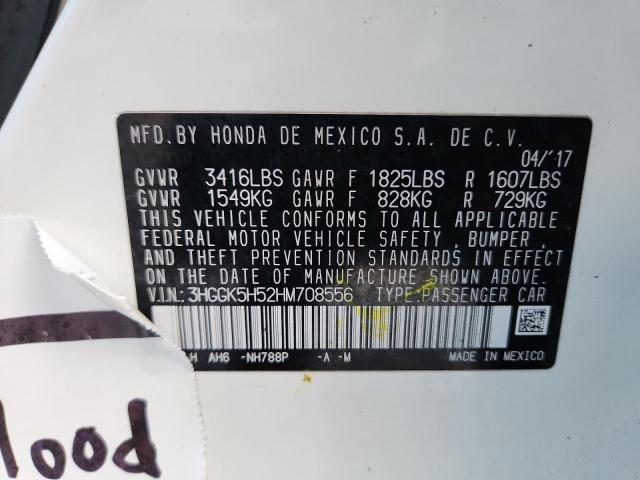 MFD.BY HONDA DE MEXICO S.A. DE C.V.
04/'17
GVWR 3416LBS GAWR F 1825LBS R 1607LBS
GVWR 1549KG GAWR F 828KG R 729KG
THIS VEHICLE CONFORMS TO ALL APPLICABLE
FEDERAL MOTOR VEHICLE SAFETY , BUMPER ,
AND THEFT PREVENTION STANDARDS IN EFFECT
ON THE DATE OF MANUFACTURE SHOWN ABOVE.
V.I.N.:3HGGK5H52HM708556 TYPE:PASSENGER CAR
H AH6 -NH788P -A -M
MADE IN MEXICO